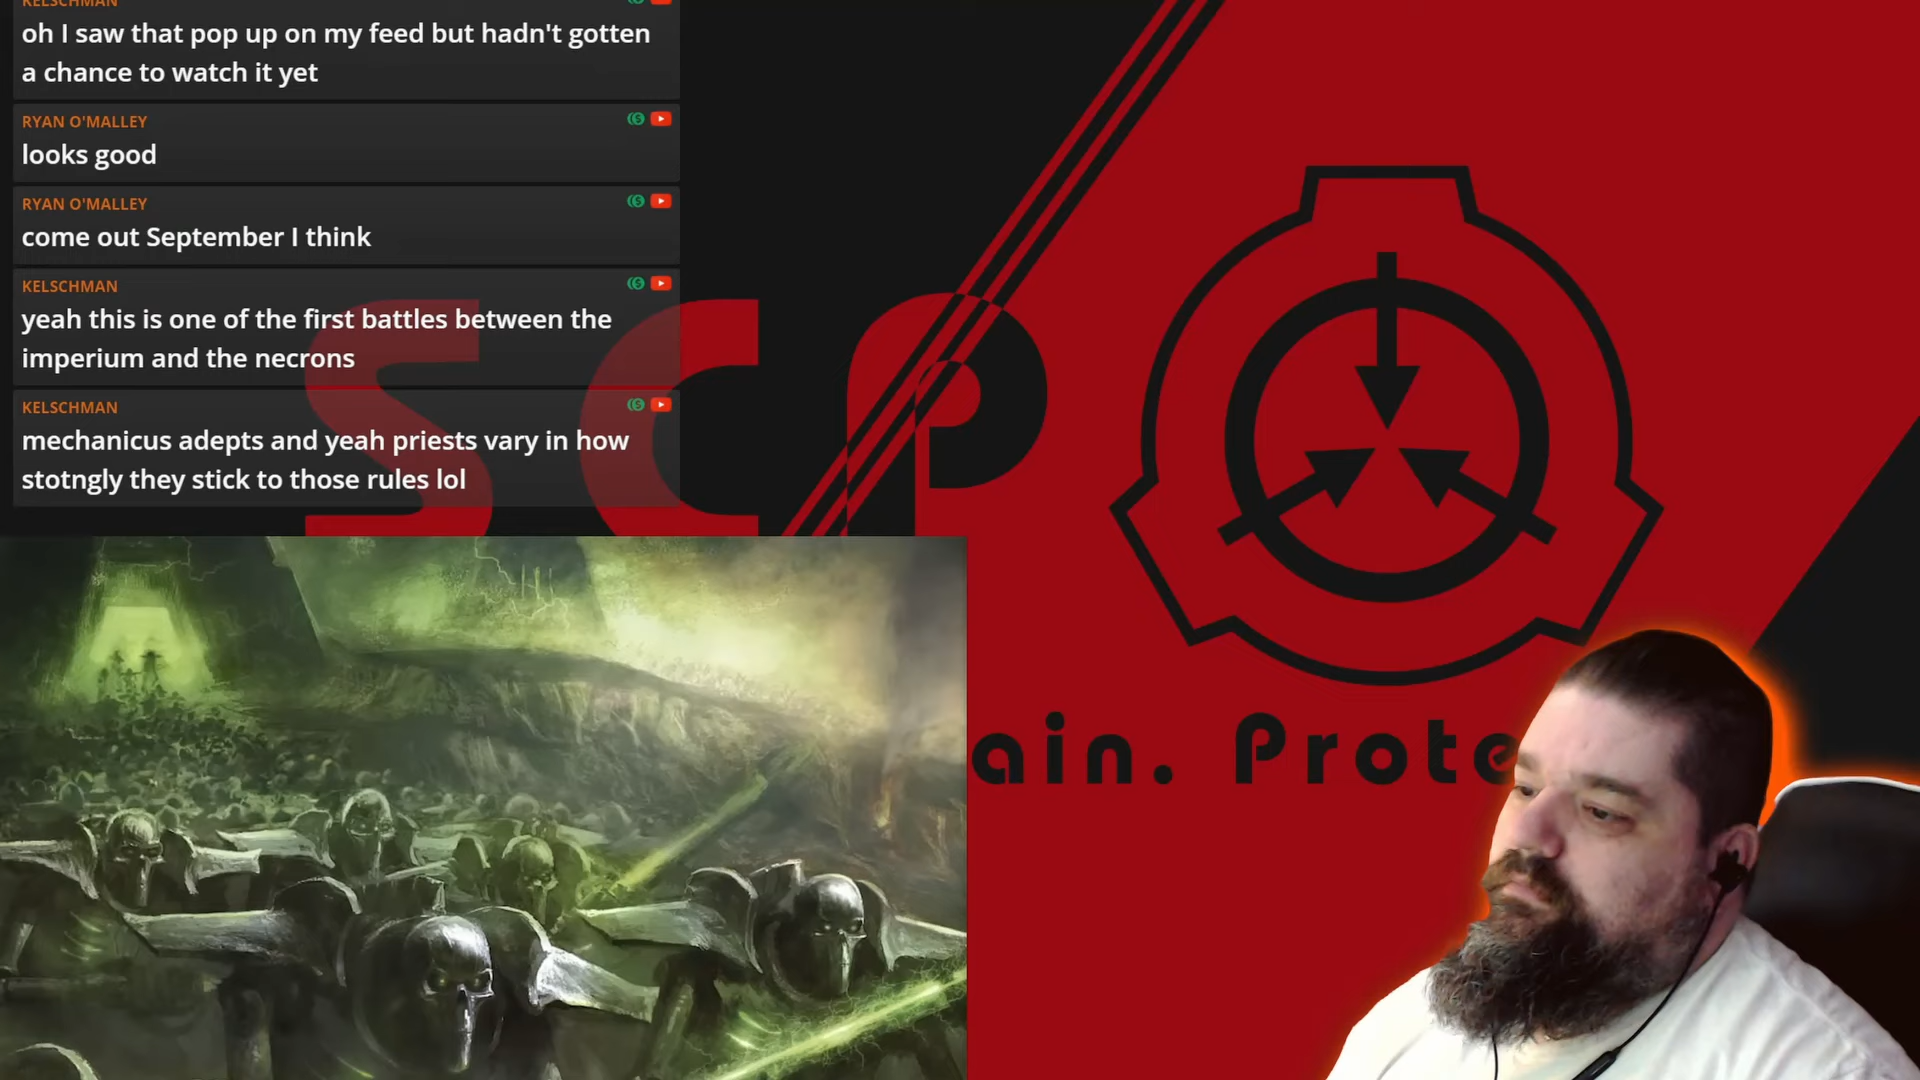 KELSCHMAN
oh I saw that pop up on my feed but hadn't gotten
a chance to watch it yet
RYAN O'MALLEY
looks good
RYAN O'MALLEY
come out September I think
KELSCHMAN
yeah this is one of the first battles between the
imperium and the necrons
KELSCHMAN
mechanicus adepts and yeah priests vary in how
stotngly they stick to those rules lol
SCP
ain. Prote